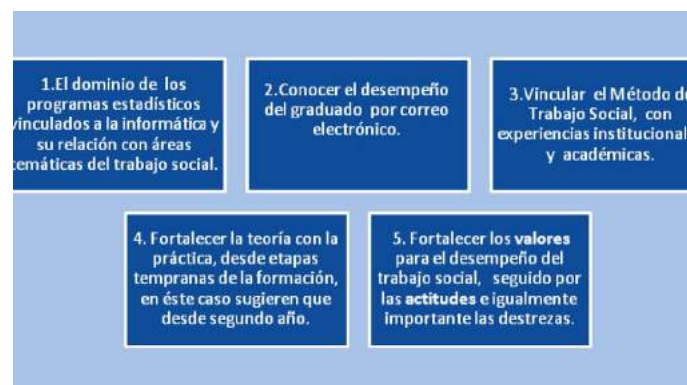 1.El dominio de los
programas estadísticos
vinculados a la informática y
su relación con áreas
temáticas del trabajo social.
2.Conocer el desempeño
del graduado por correo
electrónico.
3.Vincular el Método de
Trabajo Social, con
experiencias institucional
y académicas.
4. Fortalecer la teoría con la
práctica, desde etapas
tempranas de la formación,
en éste caso sugieren que
desde segundo año.
5. Fortalecer los valores
para el desempeño del
trabajo social, seguido por
las actitudes e igualmente
importante las destrezas.